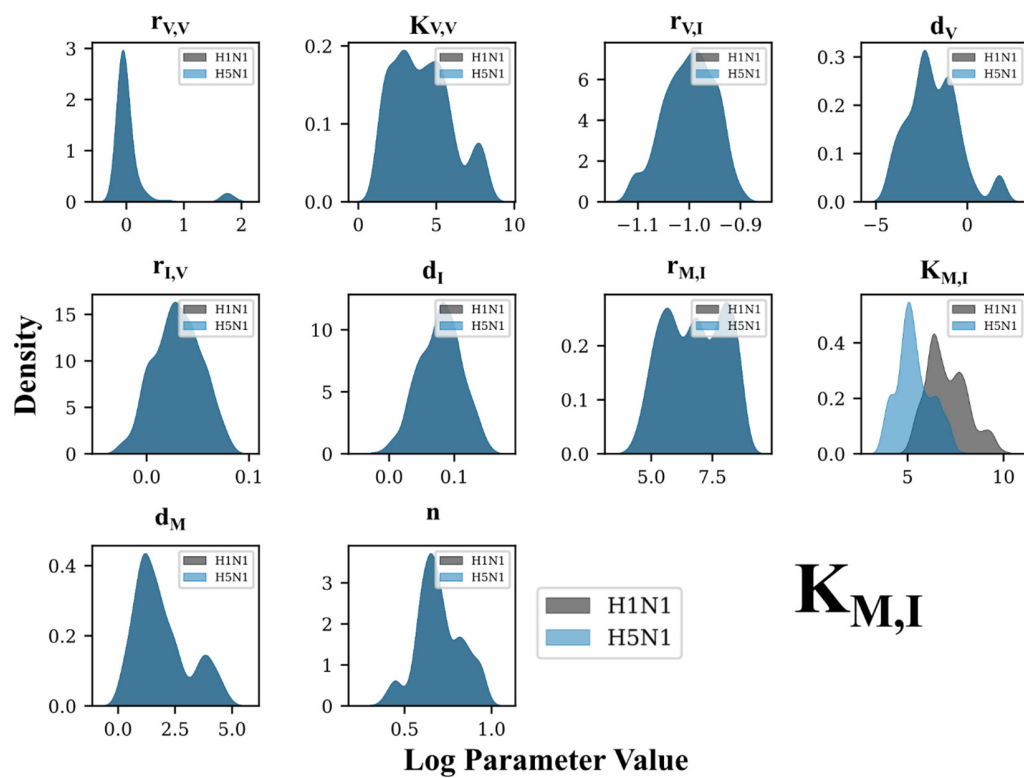 r_V,V
K_V,V
r_V,I
d_V
3
2
1
0
0
1
2
H1N1
H5N1
0.2
0.1
0.0
0
5
10
H1N1
H5N1
6
4
2
0
−1.1
−1.0
−0.9
H1N1
H5N1
0.3
0.2
0.1
0.0
−5
0
H1N1
H5N1
r_I,V
d_I
r_M,I
K_M,I
Density
15
10
5
0
0.0
0.1
H1N1
H5N1
10
5
0
0.0
0.1
H1N1
H5N1
0.2
0.1
0.0
5.0
7.5
H1N1
H5N1
0.4
0.2
0.0
5
10
H1N1
H5N1
d_M
n
0.4
0.2
0.0
0.0
2.5
5.0
H1N1
H5N1
3
2
1
0
0.5
1.0
H1N1
H5N1
H1N1
H5N1
K_M,I
Log Parameter Value